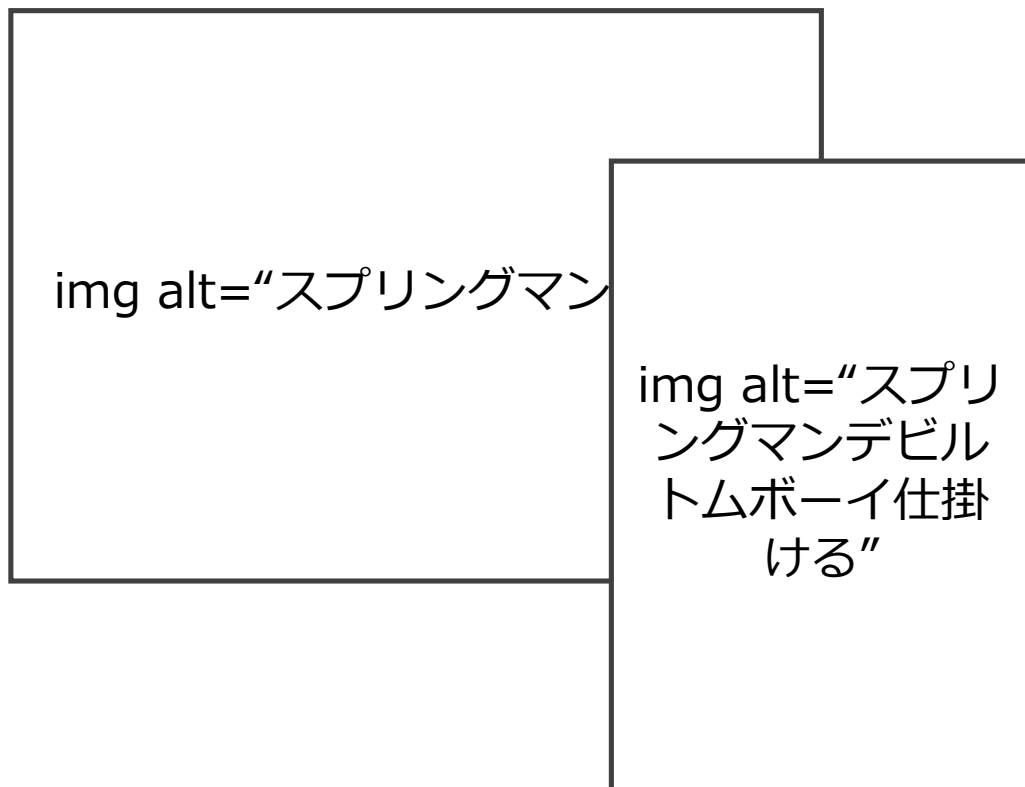 img alt=“スプリングマン
img alt=“スプリ
ングマンデビル
トムボーイ仕掛
ける”